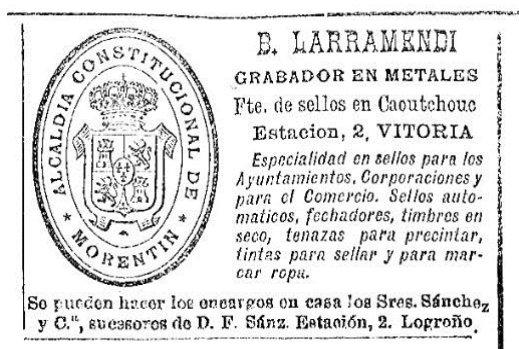 ALCALDIA CONSTITUCIONAL DE
* MORENTIN *
B. LARRAMENDI
GRABADOR EN METALES
Fte. de sellos en Caoutchouc
Estacion, 2, VITORIA
Especialidad en sellos para los
Ayuntamientos, Corporaciones y
para el Comercio. Sellos auto-
maticos, fechadores, timbres en
seco, tenazas para precintar,
tintas para sellar y para mar-
car ropa.
Se pueden hacer los encargos en casa los Sres. Sánchez
y C.ª, sucesores de D. F. Sánz. Estación, 2. Logroño.